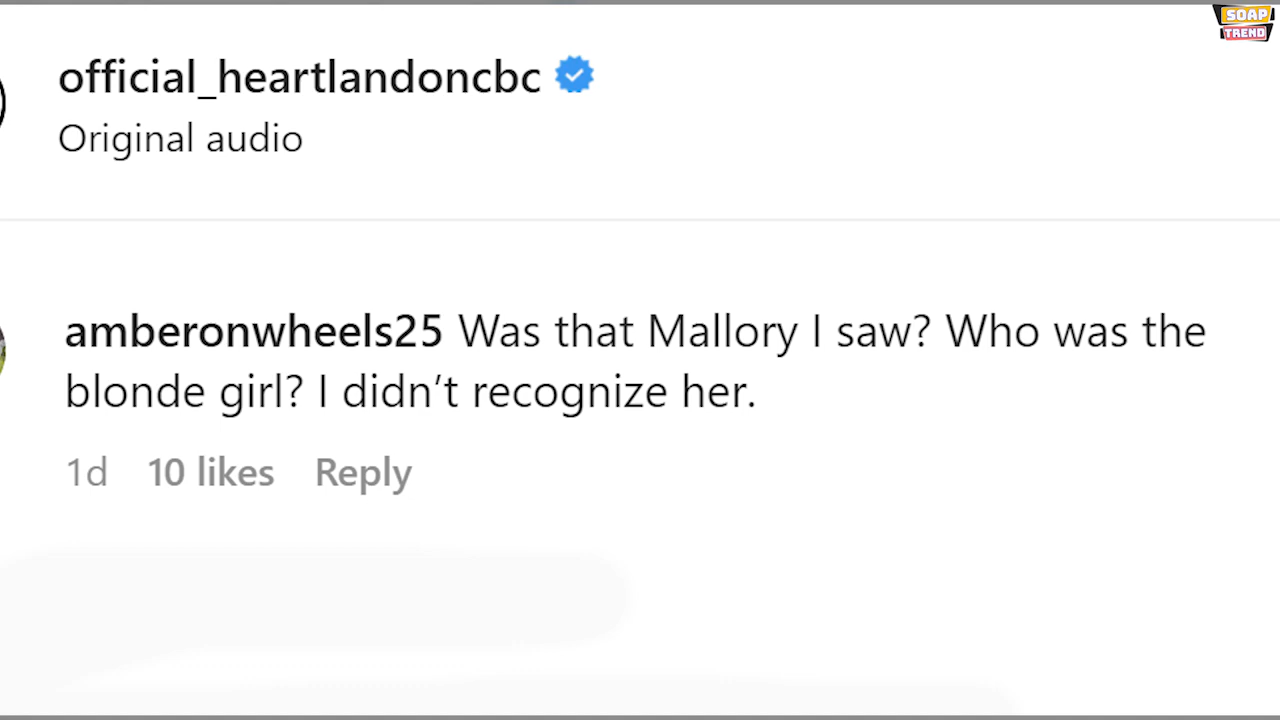 SOAP
TREND
official_heartlandoncbc
Original audio
amberonwheels25 Was that Mallory I saw? Who was the
blonde girl? I didn't recognize her.
1d 10 likes Reply